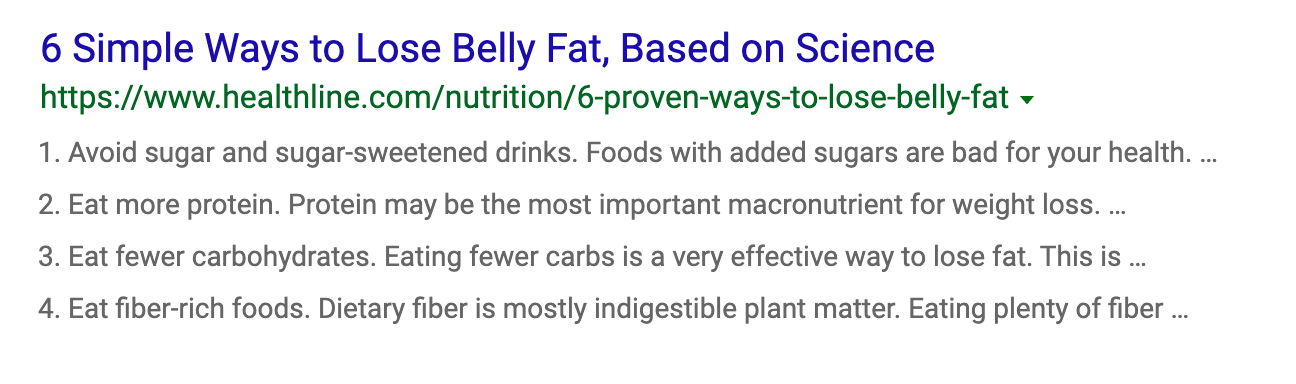 6 Simple Ways to Lose Belly Fat, Based on Science
https://www.healthline.com/nutrition/6-proven-ways-to-lose-belly-fat
1. Avoid sugar and sugar-sweetened drinks. Foods with added sugars are bad for your health. ...
2. Eat more protein. Protein may be the most important macronutrient for weight loss. ...
3. Eat fewer carbohydrates. Eating fewer carbs is a very effective way to lose fat. This is ...
4. Eat fiber-rich foods. Dietary fiber is mostly indigestible plant matter. Eating plenty of fiber ...